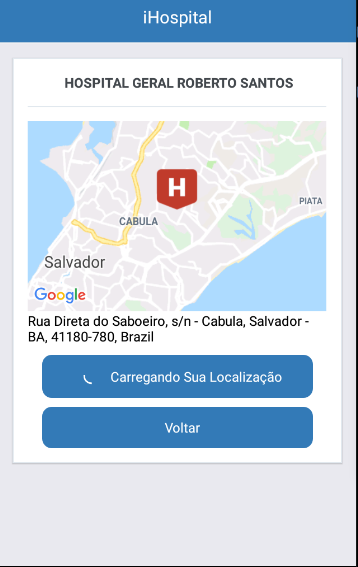 iHospital
HOSPITAL GERAL ROBERTO SANTOS
H
PIATA
CABULA
Salvador
Google
Rua Direta do Saboeiro, s/n - Cabula, Salvador -
BA, 41180-780, Brazil
Carregando Sua Localização
Voltar